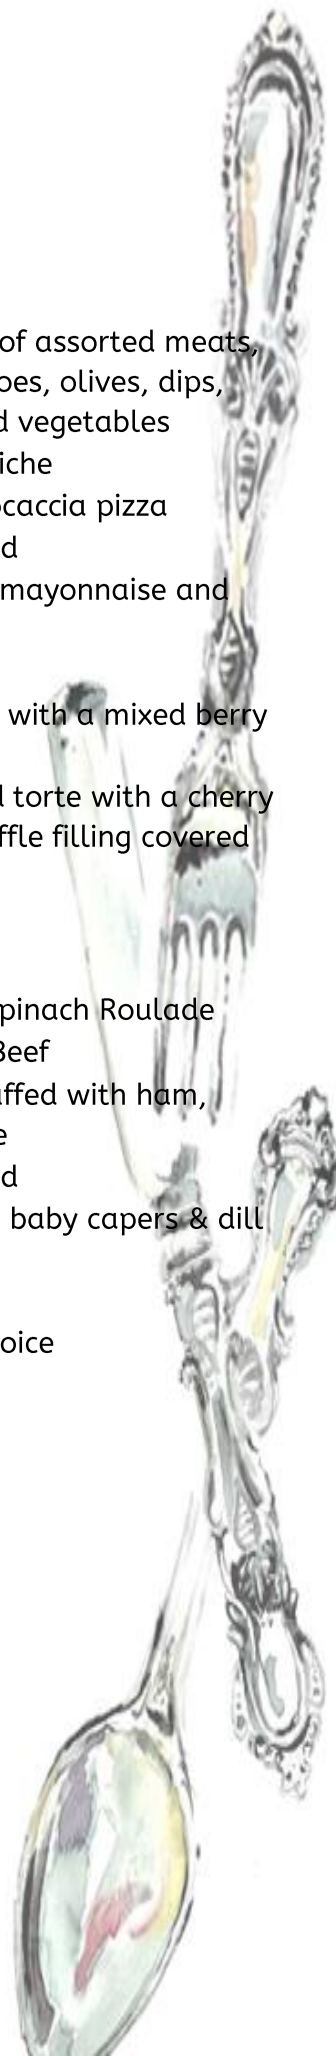 of assorted meats,
oes, olives, dips,
d vegetables
iche
ocaccia pizza
d
mayonnaise and
with a mixed berry
d torte with a cherry
ffle filling covered
pinach Roulade
Beef
uffed with ham,
e
d
baby capers & dill
oice